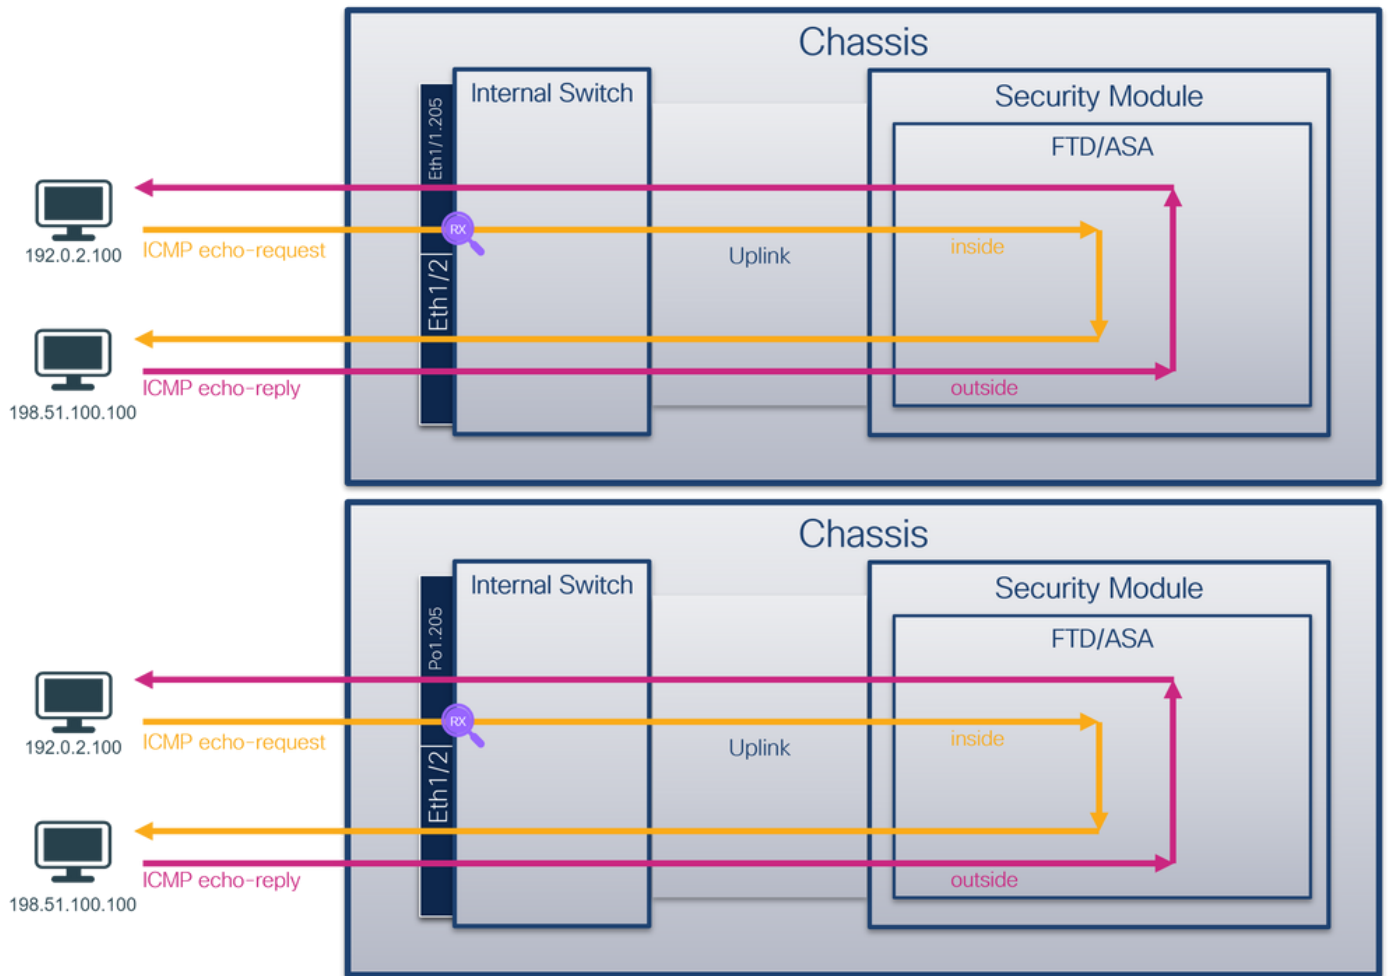 Chassis
Internal Switch
Security Module
Eth1/1.205
FTD/ASA
RX
192.0.2.100
ICMP echo-request
Uplink
inside
Eth1/2
ICMP echo-reply
outside
198.51.100.100
Chassis
Internal Switch
Security Module
Po1.205
FTD/ASA
RX
192.0.2.100
ICMP echo-request
Uplink
inside
Eth1/2
ICMP echo-reply
outside
198.51.100.100